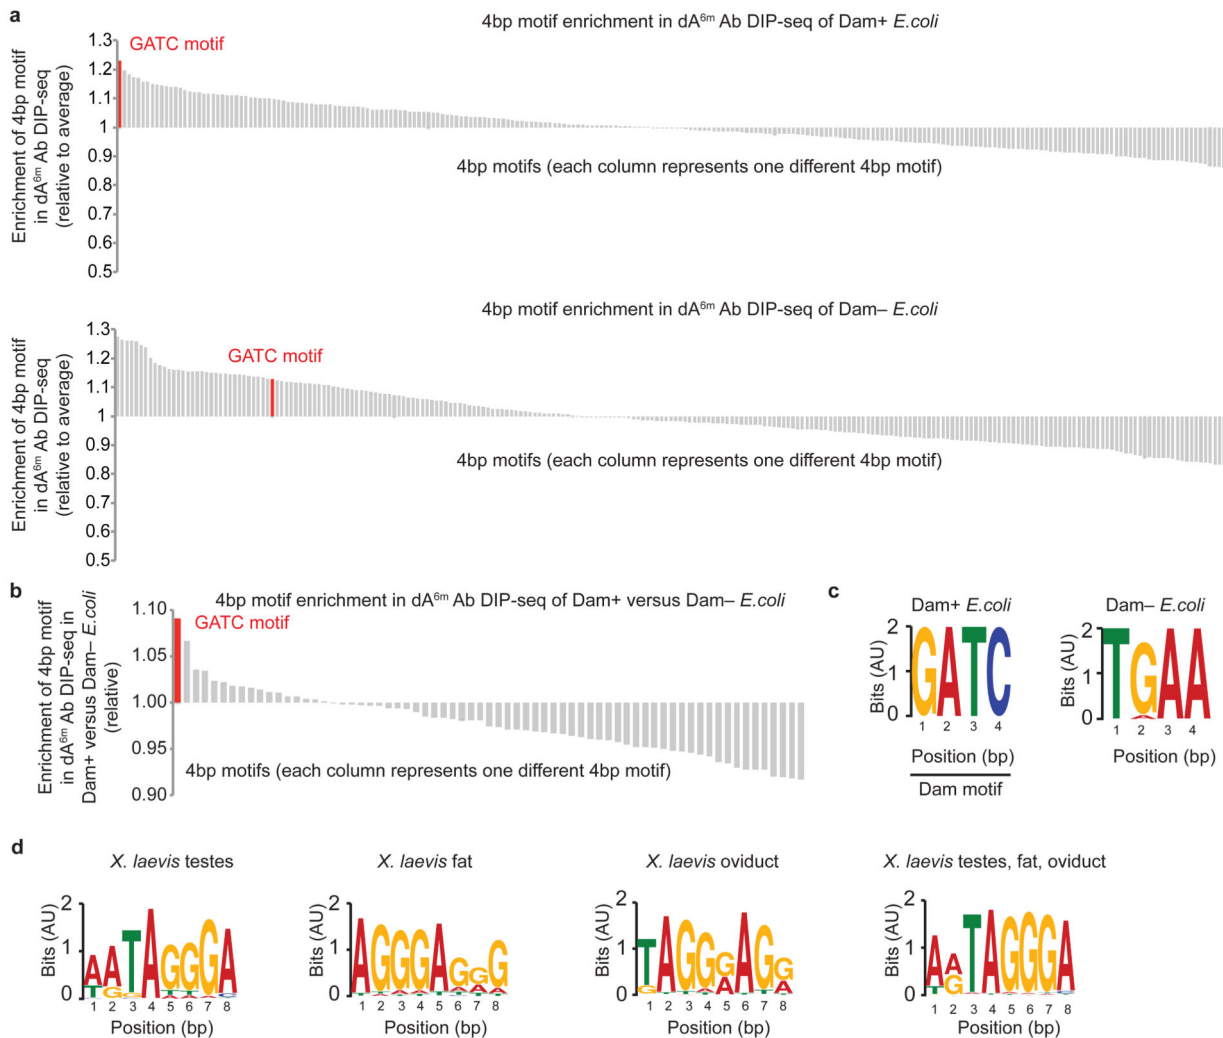 a
4bp motif enrichment in dA6m Ab DIP-seq of Dam+ E.coli
Enrichment of 4bp motif
in dA6m Ab DIP-seq
(relative to average)
1.3
1.2
1.1
1
0.9
0.8
0.7
0.6
0.5
GATC motif
4bp motifs (each column represents one different 4bp motif)
4bp motif enrichment in dA6m Ab DIP-seq of Dam– E.coli
Enrichment of 4bp motif
in dA6m Ab DIP-seq
(relative to average)
1.3
1.2
1.1
1
0.9
0.8
0.7
0.6
0.5
GATC motif
4bp motifs (each column represents one different 4bp motif)
b
4bp motif enrichment in dA6m Ab DIP-seq of Dam+ versus Dam– E.coli
Enrichment of 4bp motif
in dA6m Ab DIP-seq in
Dam+ versus Dam– E.coli
(relative)
1.10
1.05
1.00
0.95
0.90
GATC motif
4bp motifs (each column represents one different 4bp motif)
c
Dam+ E.coli
Bits (AU)
2
1
0
GATC
1 2 3 4
Position (bp)
Dam motif
Dam– E.coli
Bits (AU)
2
1
0
TGAA
1 2 3 4
Position (bp)
d
X. laevis testes
Bits (AU)
2
1
0
AATAGGGA
1 2 3 4 5 6 7 8
Position (bp)
X. laevis fat
Bits (AU)
2
1
0
AGGGAGGG
1 2 3 4 5 6 7 8
Position (bp)
X. laevis oviduct
Bits (AU)
2
1
0
TAGGGAGG
1 2 3 4 5 6 7 8
Position (bp)
X. laevis testes, fat, oviduct
Bits (AU)
2
1
0
AATAGGGA
1 2 3 4 5 6 7 8
Position (bp)